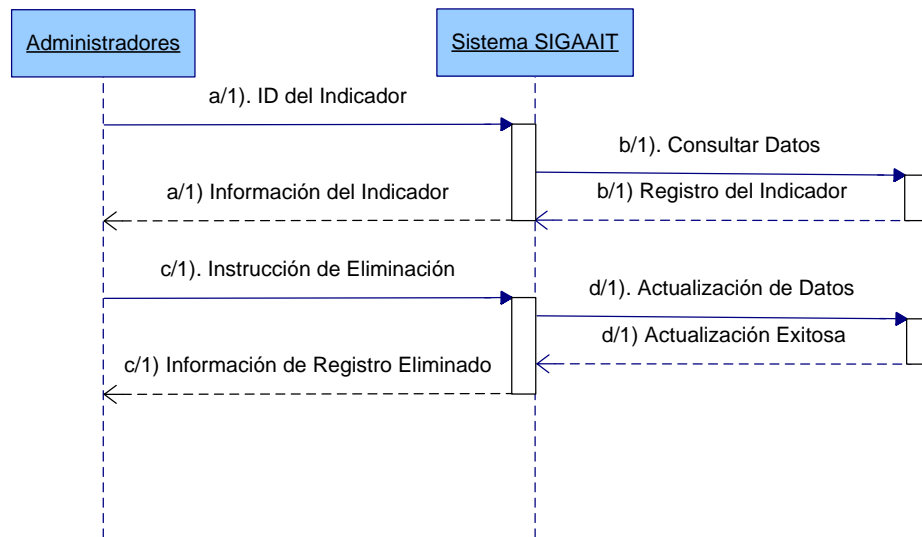 Administradores
Sistema SIGAAIT
a/1). ID del Indicador
b/1). Consultar Datos
a/1) Información del Indicador
b/1) Registro del Indicador
c/1). Instrucción de Eliminación
d/1). Actualización de Datos
d/1) Actualización Exitosa
c/1) Información de Registro Eliminado